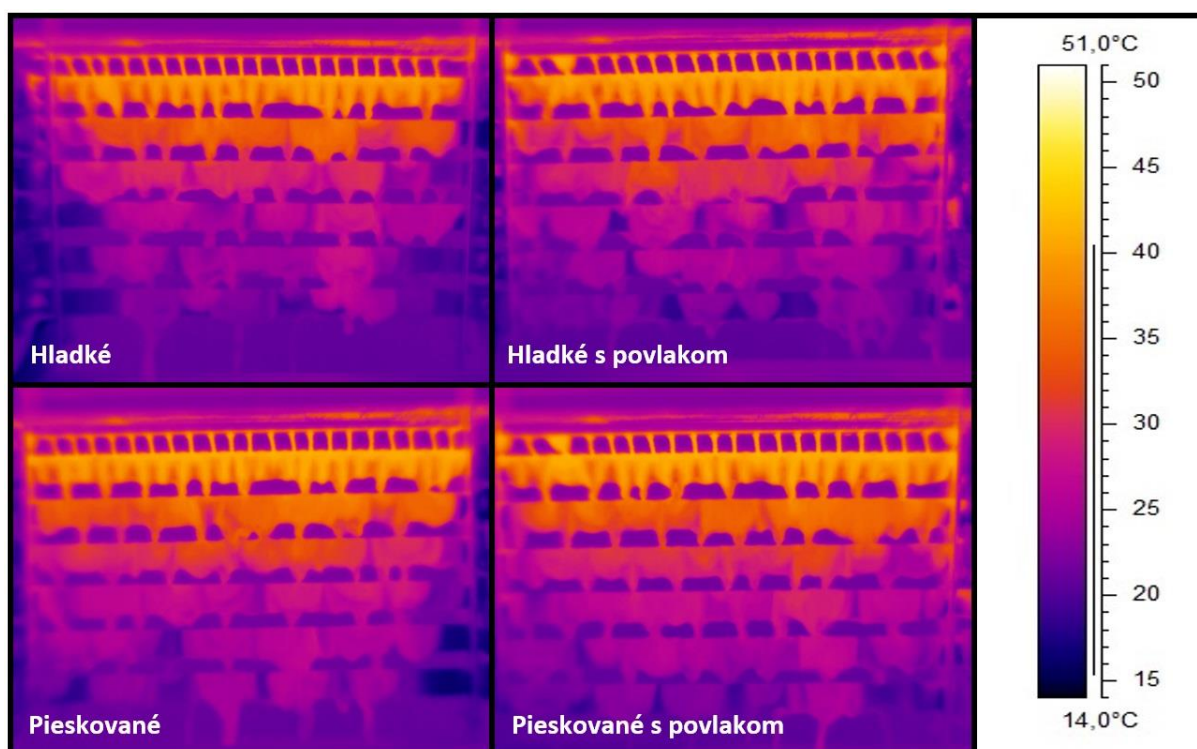 Hladké
Hladké s povlakom
Pieskované
Pieskované s povlakom
51,0°C
50
45
40
35
30
25
20
15
14,0°C